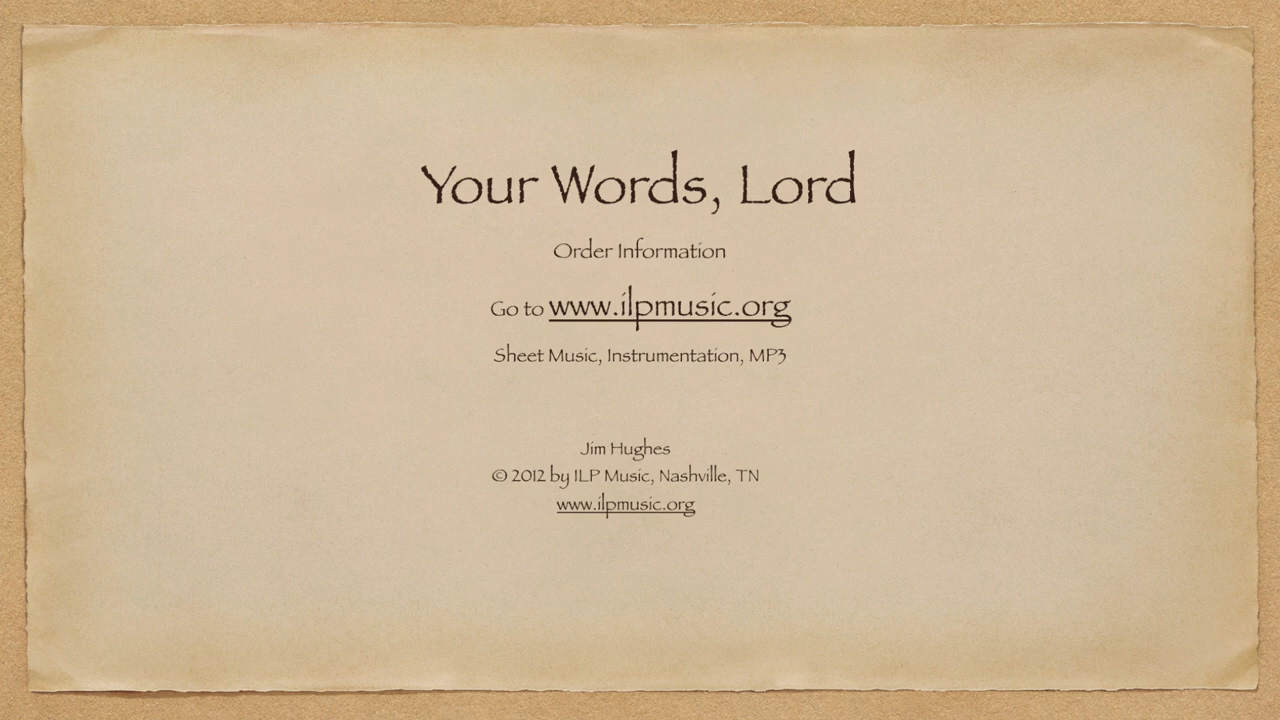 Your Words, Lord
Order Information
Go to www.ilpmusic.org
Sheet Music, Instrumentation, MP3
Jim Hughes
© 2012 by ILP Music, Nashville, TN
www.ilpmusic.org